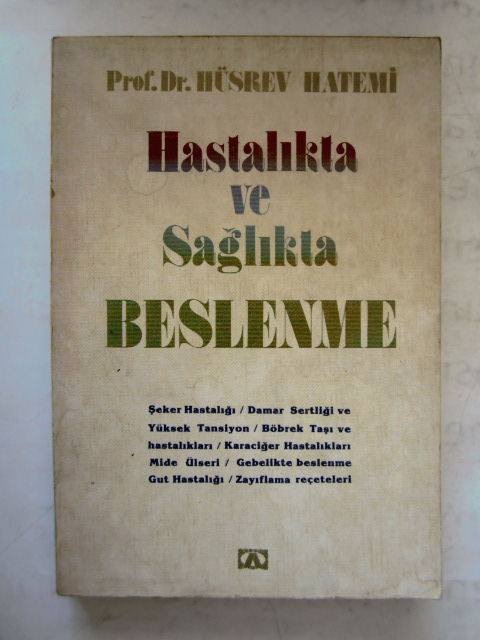 Prof. Dr. HÜSREV HATEMİ
Hastalıkta
ve
Sağlıkta
BESLENME
Şeker Hastalığı / Damar Sertliği ve
Yüksek Tansiyon / Böbrek Taşı ve
hastalıkları / Karaciğer Hastalıkları
Mide Ülseri / Gebelikte beslenme
Gut Hastalığı / Zayıflama reçeteleri